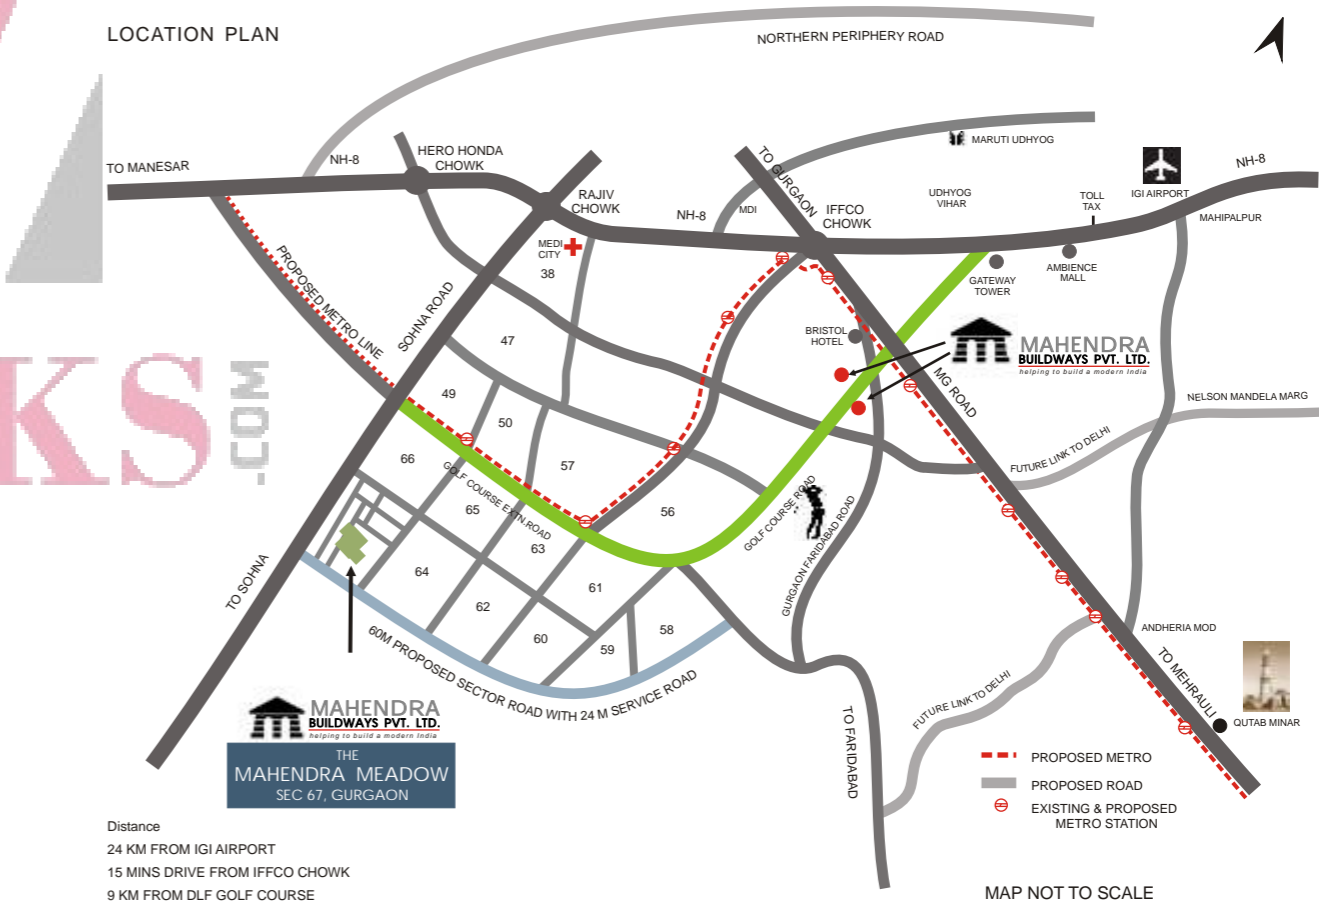 LOCATION PLAN
NORTHERN PERIPHERY ROAD
TO MANESAR
NH-8
HERO HONDA
CHOWK
RAJIV
CHOWK
NH-8
MDI
TO GURGAON
IFFCO
CHOWK
MARUTI UDHYOG
UDHYOG
VIHAR
TOLL
TAX
IGI AIRPORT
NH-8
MAHIPALPUR
MEDI
CITY
38
GATEWAY
TOWER
AMBIENCE
MALL
PROPOSED METRO LINE
SOHNA ROAD
47
BRISTOL
HOTEL
MAHENDRA
BUILDWAYS PVT. LTD.
helping to build a modern India
MG ROAD
NELSON MANDELA MARG
49
50
FUTURE LINK TO DELHI
66
57
GOLF COURSE EXTN.ROAD
65
56
GOLF COURSE ROAD
GURGAON FARIDABAD ROAD
63
64
61
62
60
59
58
TO SOHNA
60M PROPOSED SECTOR ROAD WITH 24 M SERVICE ROAD
ANDHERIA MOD
TO MEHRAULI
QUTAB MINAR
FUTURE LINK TO DELHI
TO FARIDABAD
MAHENDRA
BUILDWAYS PVT. LTD.
helping to build a modern India
THE
MAHENDRA MEADOW
SEC 67, GURGAON
PROPOSED METRO
PROPOSED ROAD
EXISTING & PROPOSED
METRO STATION
Distance
24 KM FROM IGI AIRPORT
15 MINS DRIVE FROM IFFCO CHOWK
9 KM FROM DLF GOLF COURSE
MAP NOT TO SCALE
KS
.COM